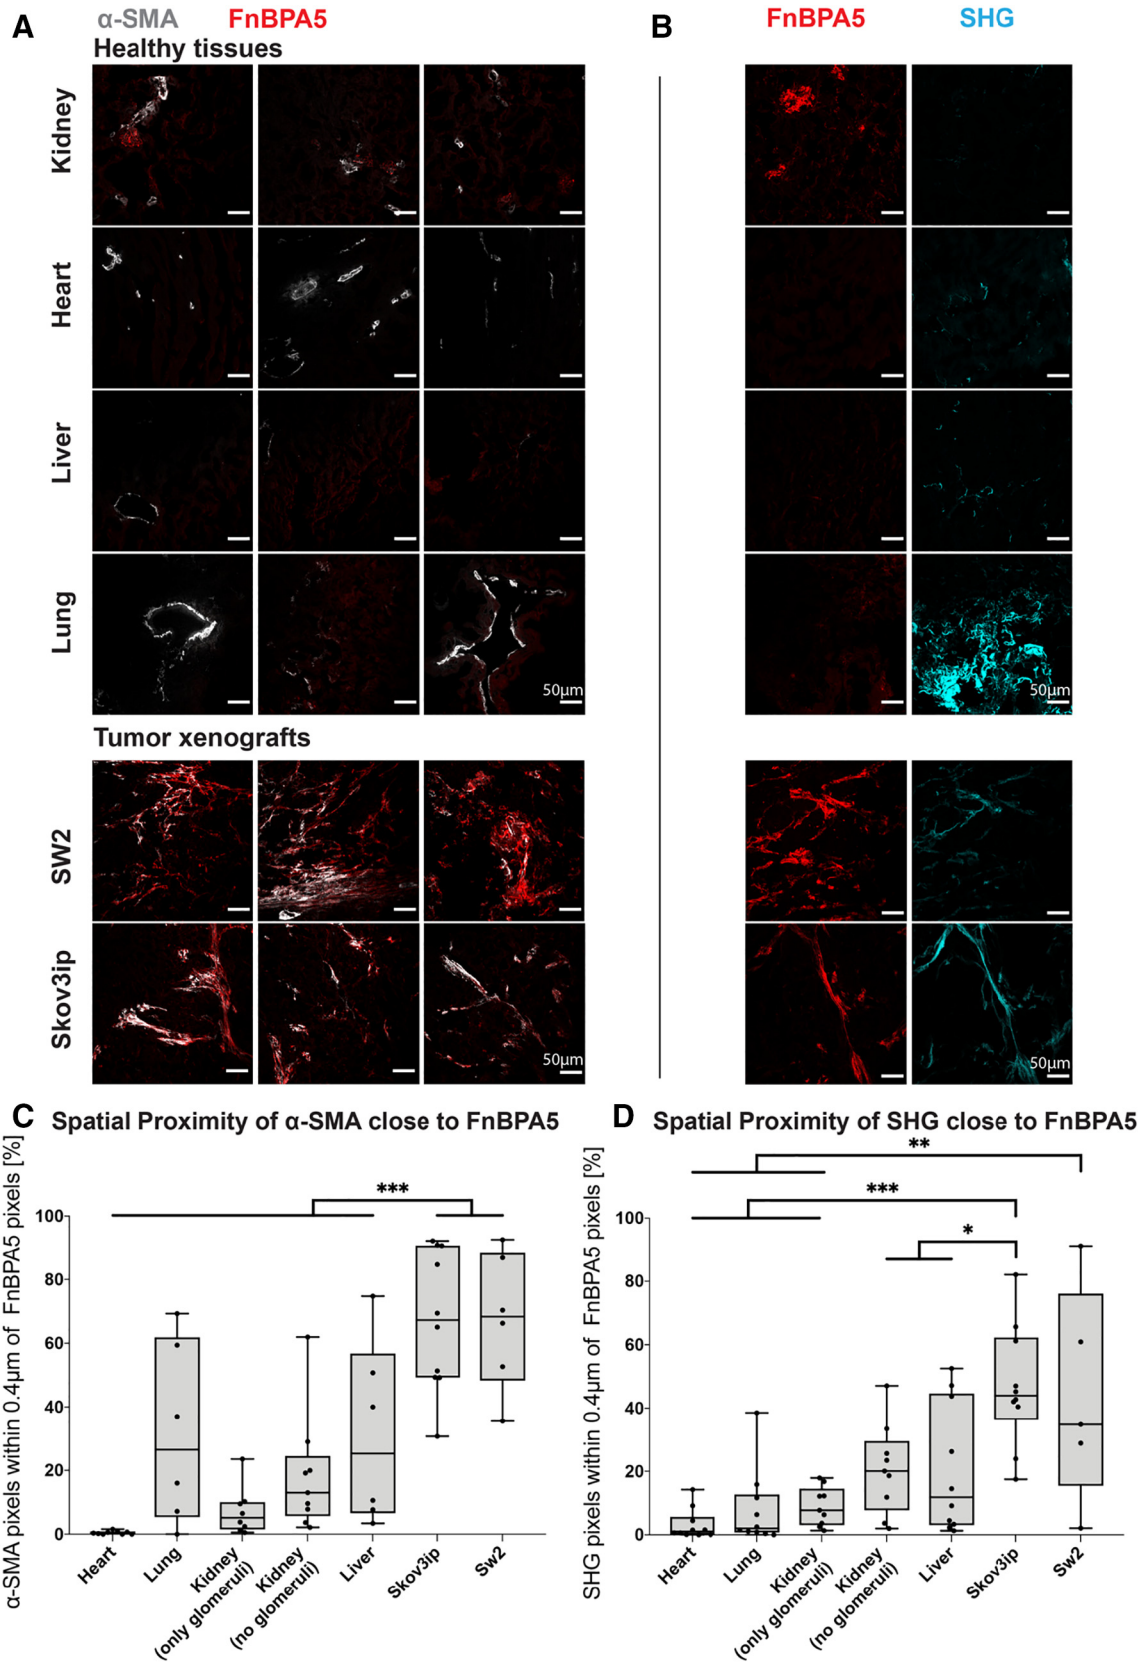 A
α-SMA FnBPA5
Healthy tissues
Kidney
Heart
Liver
Lung
50µm
Tumor xenografts
SW2
Skov3ip
50µm
B
FnBPA5 SHG
50µm
50µm
C Spatial Proximity of α-SMA close to FnBPA5
α-SMA pixels within 0.4µm of FnBPA5 pixels [%]
***
100
80
60
40
20
0
Heart
Lung
Kidney
(only glomeruli)
Kidney
(no glomeruli)
Liver
Skov3ip
Sw2
D Spatial Proximity of SHG close to FnBPA5
SHG pixels within 0.4µm of FnBPA5 pixels [%]
**
***
*
100
80
60
40
20
0
Heart
Lung
Kidney
(only glomeruli)
Kidney
(no glomeruli)
Liver
Skov3ip
Sw2